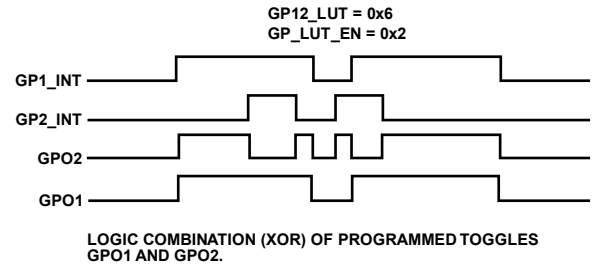 GP12_LUT = 0x6
GP_LUT_EN = 0x2
GP1_INT
GP2_INT
GPO2
GPO1
LOGIC COMBINATION (XOR) OF PROGRAMMED TOGGLES
GPO1 AND GPO2.